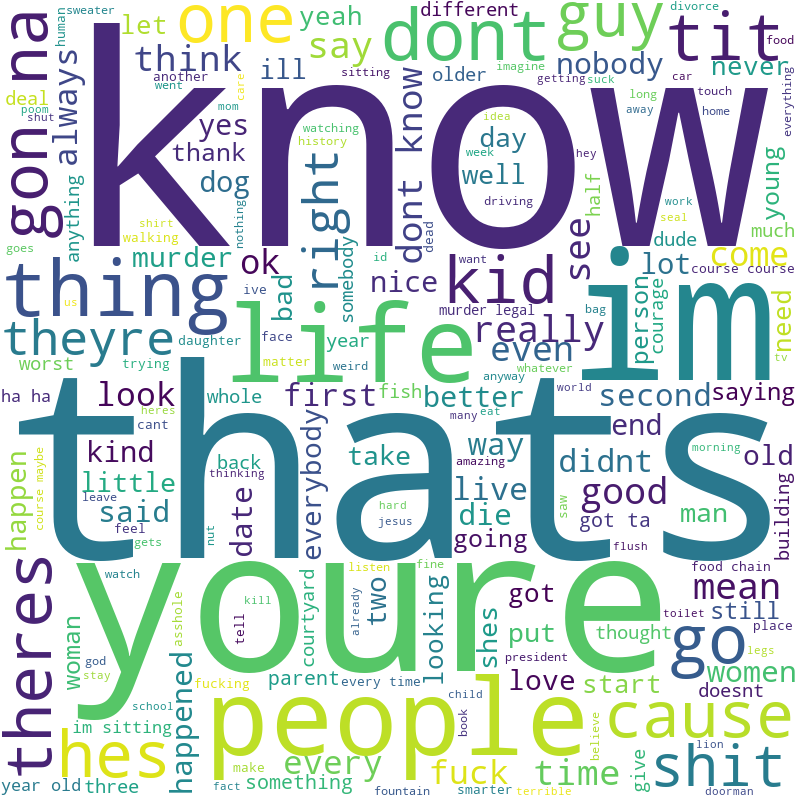 sweater
human
let
one
yeah
different
divorce
dont
guy
tit
food
think
another
ill
say
sitting
older
nobody
never
deal
poom
shut
went
care
mom
imagine
getting
suck
car
touch
everything
gon na
always
know
yes
watching
history
idea
long
away
home
thank
right
dont know
day
week
hey
half
young
dog
well
driving
work
seal
shirt
walking
nothing
dead
see
dude
much
goes
anything
murder
ok
somebody
id
want
lot
come
course course
us
thing
ive
bad
nice
kid
murder legal
bag
im
person
courage
need
theyre
daughter
face
year
life
really
whatever
tv
worst
trying
matter
weird
even
anyway
world
ha ha
heres
look
whole
first
fish
better
many
eat
second
saying
cant
kind
everybody
way
end
morning
course maybe
happen
little
back
take
amazing
didnt
old
leave
thinking
thats
live
good
said
date
hard
jesus
die
saw
got ta
man
building
feel
gets
nut
going
flush
theres
watch
youre
listen
fine
food chain
mean
woman
god
stay
asshole
kill
tell
courtyard
already
two
looking
shes
got
put
thought
toilet
still
place
go
legs
women
school
happened
fucking
parent
every time
child
president
love
start
doesnt
im sitting
hes
people
book
believe
cause
year old
three
make
something
every
fact
fountain
fuck
smarter
time
terrible
give
shit
lion
doorman